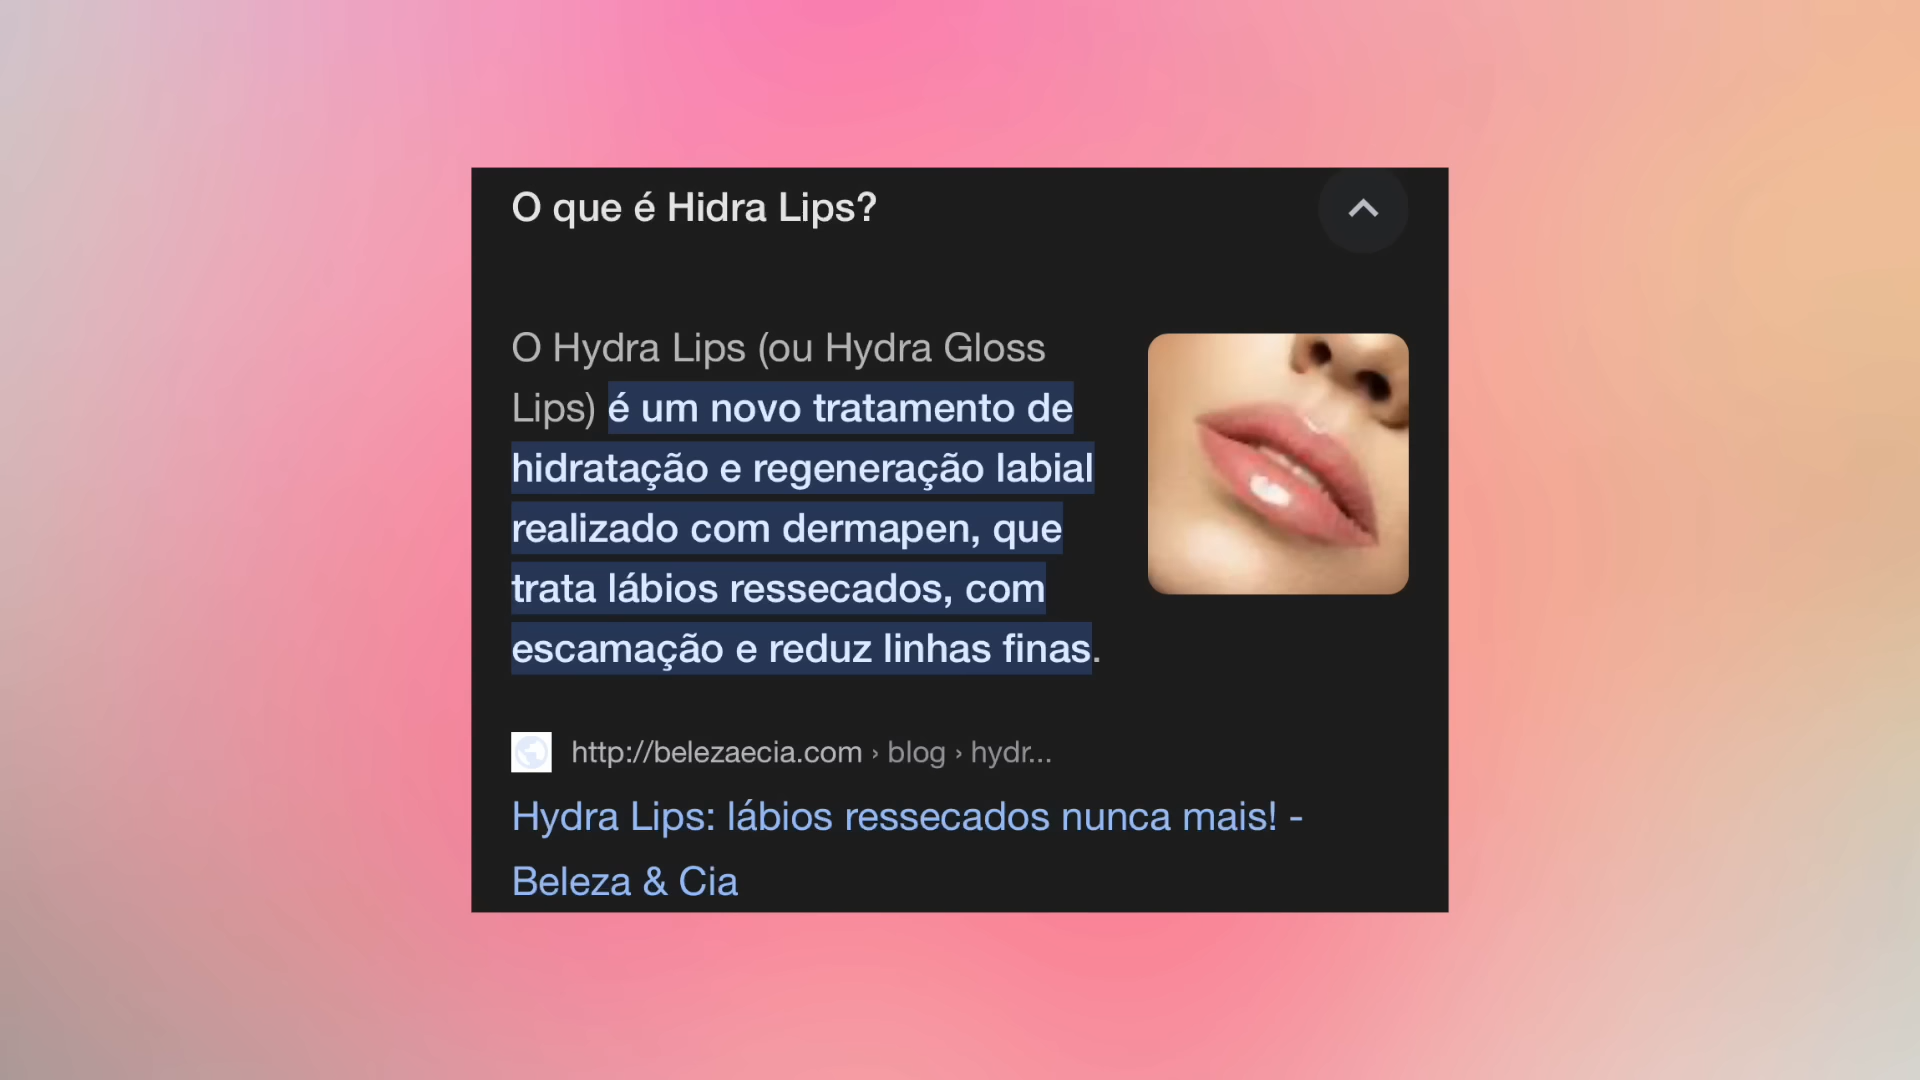 O que é Hidra Lips?
O Hydra Lips (ou Hydra Gloss
Lips) é um novo tratamento de
hidratação e regeneração labial
realizado com dermapen, que
trata lábios ressecados, com
escamação e reduz linhas finas.
http://belezaecia.com › blog › hydr...
Hydra Lips: lábios ressecados nunca mais! -
Beleza & Cia